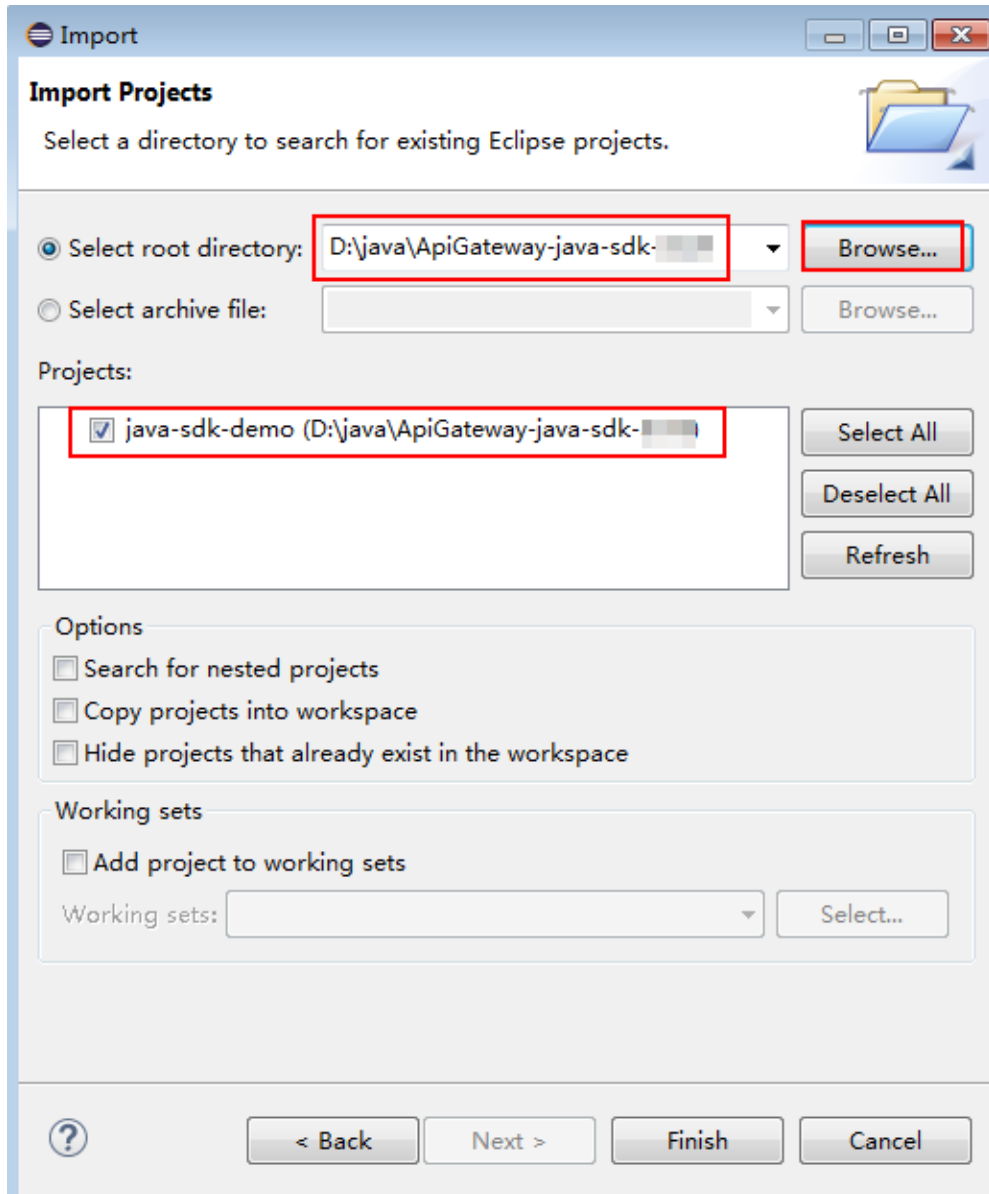 Import
Import Projects
Select a directory to search for existing Eclipse projects.
Select root directory: D:\java\ApiGateway-java-sdk- Browse...
Select archive file: Browse...
Projects:
java-sdk-demo (D:\java\ApiGateway-java-sdk- )
Select All
Deselect All
Refresh
Options
Search for nested projects
Copy projects into workspace
Hide projects that already exist in the workspace
Working sets
Add project to working sets
Working sets: Select...
? < Back Next > Finish Cancel